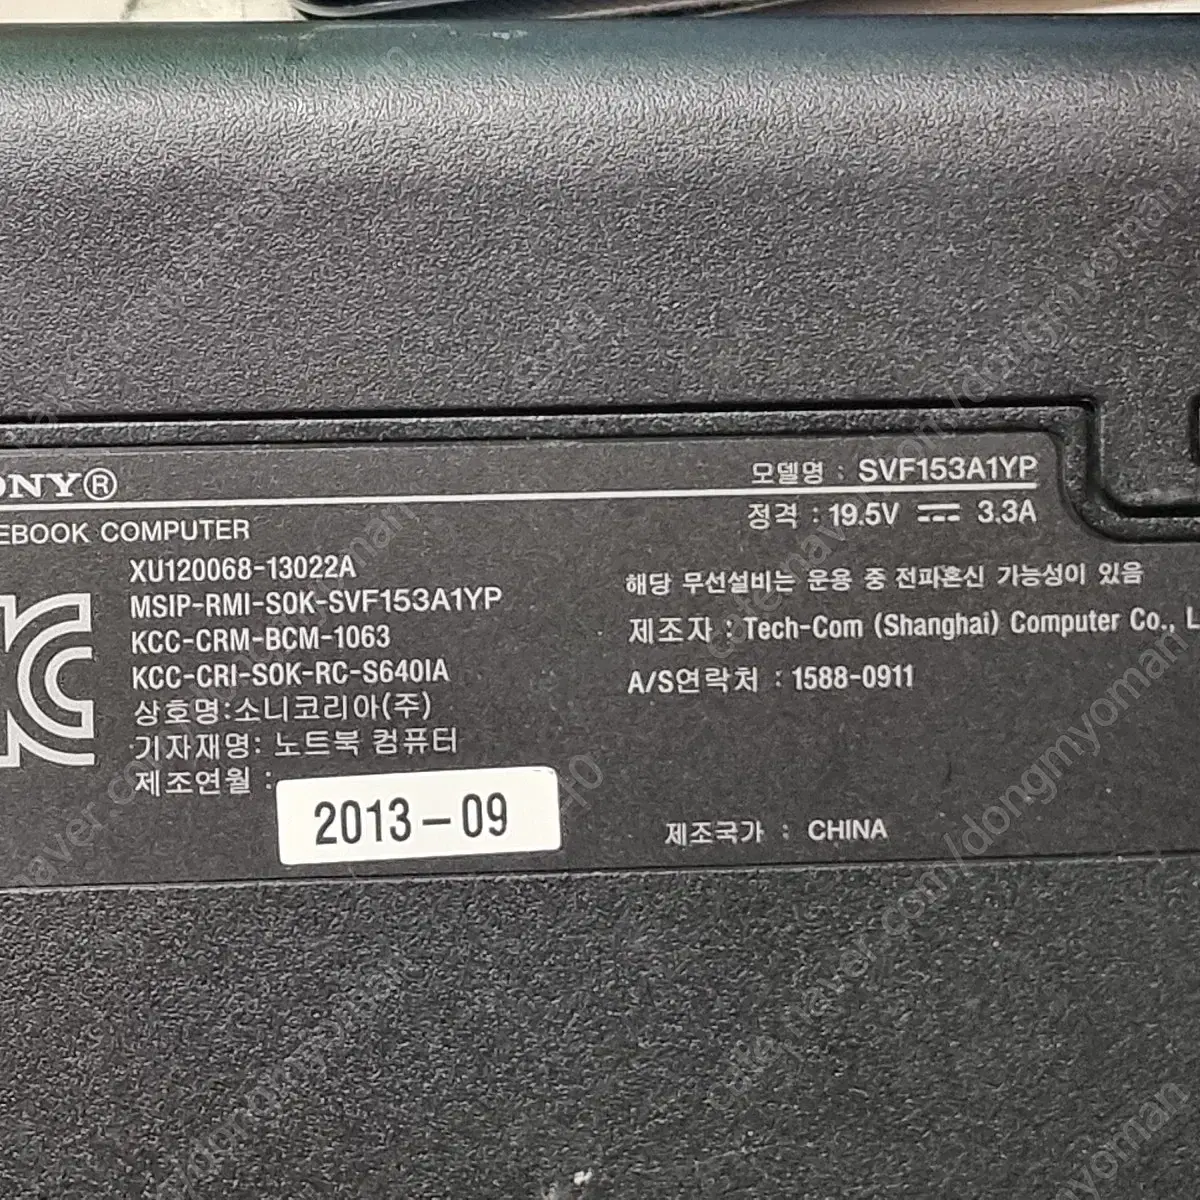 ONY®
모델명 : SVF153A1YP
EBOOK COMPUTER
정격 : 19.5V 3.3A
XU120068-13022A
MSIP-RMI-SOK-SVF153A1YP
KCC-CRM-BCM-1063
KCC-CRI-SOK-RC-S640IA
상호명:소니코리아(주)
기자재명: 노트북 컴퓨터
제조연월 :
2013-09
해당 무선설비는 운용 중 전파혼신 가능성이 있음
제조자 : Tech-Com (Shanghai) Computer Co., L
A/S연락처 : 1588-0911
제조국가 : CHINA